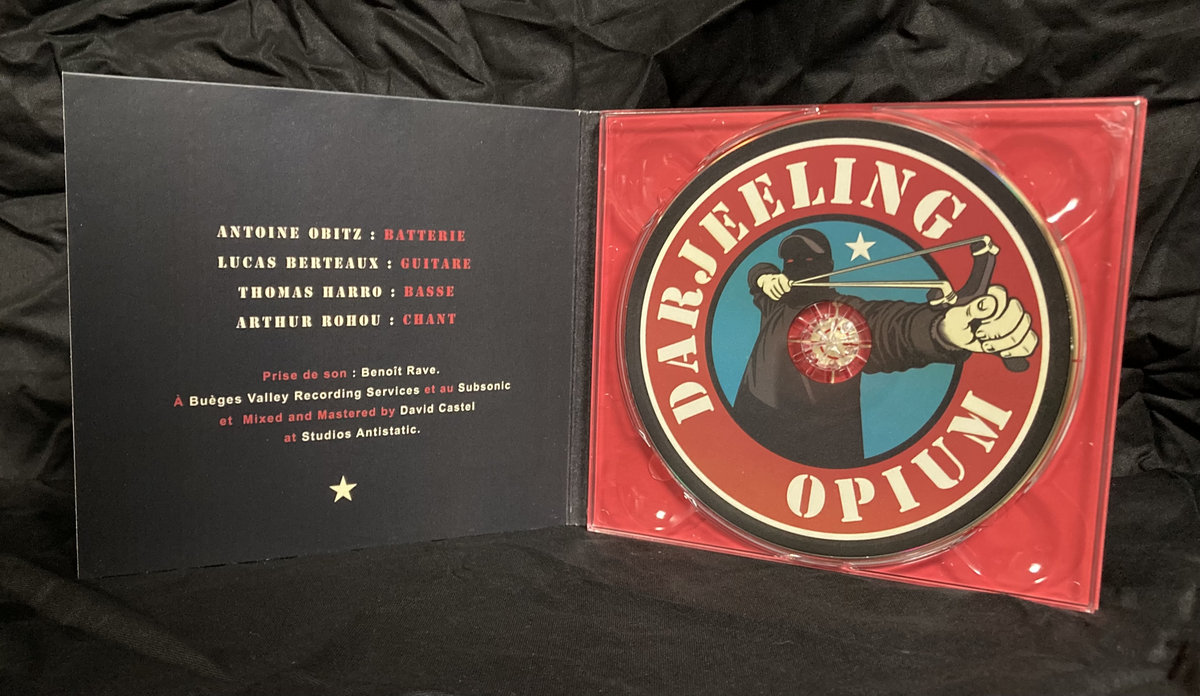 ANTOINE OBITZ : BATTERIE
LUCAS BERTEAUX : GUITARE
THOMAS HARRO : BASSE
ARTHUR ROHOU : CHANT
Prise de son : Benoît Rave.
À Buèges Valley Recording Services et au Subsonic
et Mixed and Mastered by David Castel
at Studios Antistatic.
DARJEELING
OPIUM